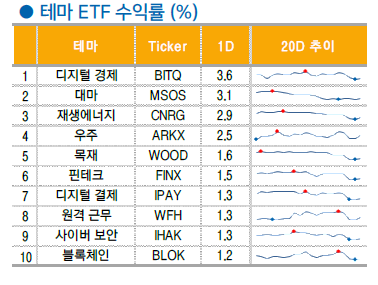 ● 테마 ETF 수익률 (%)
테마 Ticker 1D 20D 추이
1 디지털 경제 BITQ 3.6
2 대마 MSOS 3.1
3 재생에너지 CNRG 2.9
4 우주 ARKX 2.5
5 목재 WOOD 1.6
6 핀테크 FINX 1.5
7 디지털 결제 IPAY 1.3
8 원격 근무 WFH 1.3
9 사이버 보안 IHAK 1.3
10 블록체인 BLOK 1.2